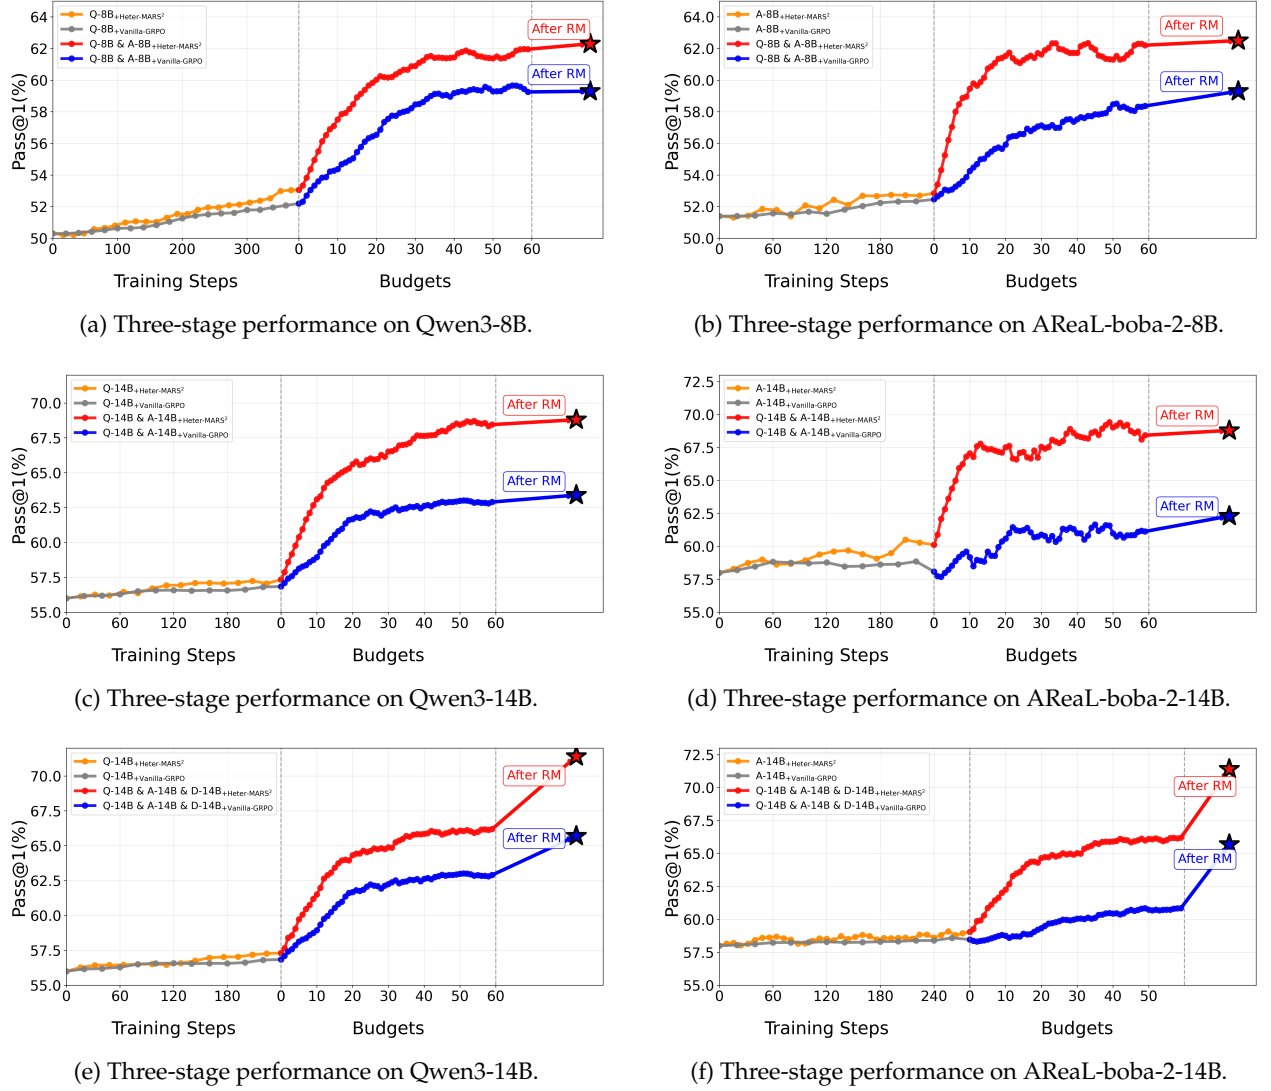 Q-8B+Heter-MARS²
Q-8B+Vanilla-GRPO
Q-8B & A-8B+Heter-MARS²
Q-8B & A-8B+Vanilla-GRPO
After RM
After RM
Pass@1(%)
64
62
60
58
56
54
52
50
0 100 200 300 0 10 20 30 40 50 60
Training Steps Budgets
(a) Three-stage performance on Qwen3-8B.
A-8B+Heter-MARS²
A-8B+Vanilla-GRPO
Q-8B & A-8B+Heter-MARS²
Q-8B & A-8B+Vanilla-GRPO
After RM
After RM
Pass@1(%)
64.0
62.0
60.0
58.0
56.0
54.0
52.0
50.0
0 60 120 180 0 10 20 30 40 50 60
Training Steps Budgets
(b) Three-stage performance on AReaL-boba-2-8B.
Q-14B+Heter-MARS²
Q-14B+Vanilla-GRPO
Q-14B & A-14B+Heter-MARS²
Q-14B & A-14B+Vanilla-GRPO
After RM
After RM
Pass@1(%)
70.0
67.5
65.0
62.5
60.0
57.5
55.0
0 60 120 180 0 10 20 30 40 50 60
Training Steps Budgets
(c) Three-stage performance on Qwen3-14B.
A-14B+Heter-MARS²
A-14B+Vanilla-GRPO
Q-14B & A-14B+Heter-MARS²
Q-14B & A-14B+Vanilla-GRPO
After RM
After RM
Pass@1(%)
72.5
70.0
67.5
65.0
62.5
60.0
57.5
55.0
0 60 120 180 0 10 20 30 40 50 60
Training Steps Budgets
(d) Three-stage performance on AReaL-boba-2-14B.
Q-14B+Heter-MARS²
Q-14B+Vanilla-GRPO
Q-14B & A-14B & D-14B+Heter-MARS²
Q-14B & A-14B & D-14B+Vanilla-GRPO
After RM
After RM
Pass@1(%)
70.0
67.5
65.0
62.5
60.0
57.5
55.0
0 60 120 180 0 10 20 30 40 50 60
Training Steps Budgets
(e) Three-stage performance on Qwen3-14B.
A-14B+Heter-MARS²
A-14B+Vanilla-GRPO
Q-14B & A-14B & D-14B+Heter-MARS²
Q-14B & A-14B & D-14B+Vanilla-GRPO
After RM
After RM
Pass@1(%)
72.5
70.0
67.5
65.0
62.5
60.0
57.5
55.0
0 60 120 180 240 0 10 20 30 40 50
Training Steps Budgets
(f) Three-stage performance on AReaL-boba-2-14B.